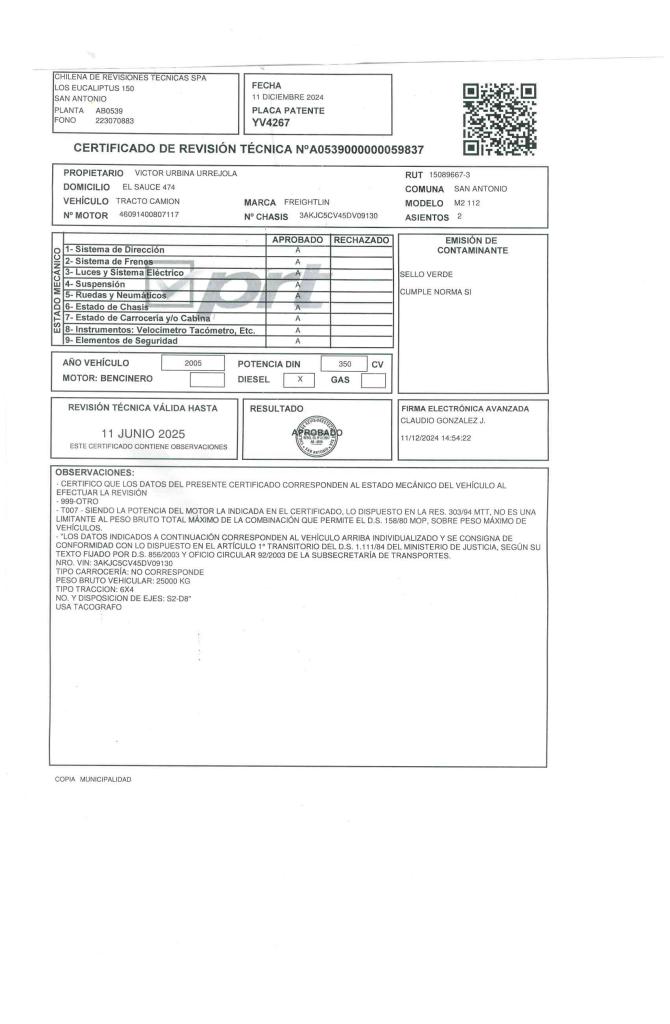 CHILENA DE REVISIONES TECNICAS SPA
LOS EUCALIPTUS 150
SAN ANTONIO
PLANTA AB0539
FONO 223070883
FECHA
11 DICIEMBRE 2024
PLACA PATENTE
YV4267
CERTIFICADO DE REVISIÓN TÉCNICA NºA0539000000059837
PROPIETARIO VICTOR URBINA URREJOLA RUT 15089667-3
DOMICILIO EL SAUCE 474 COMUNA SAN ANTONIO
VEHÍCULO TRACTO CAMION MARCA FREIGHTLIN MODELO M2 112
Nº MOTOR 46091400807117 Nº CHASIS 3AKJC5CV45DV09130 ASIENTOS 2
ESTADO MECÁNICO
APROBADO RECHAZADO
1- Sistema de Dirección A
2- Sistema de Frenos A
3- Luces y Sistema Eléctrico A
4- Suspensión A
5- Ruedas y Neumáticos A
6- Estado de Chasis A
7- Estado de Carrocería y/o Cabina A
8- Instrumentos: Velocímetro Tacómetro, Etc. A
9- Elementos de Seguridad A
prt
EMISIÓN DE
CONTAMINANTE
SELLO VERDE
CUMPLE NORMA SI
AÑO VEHÍCULO 2005 POTENCIA DIN 350 CV
MOTOR: BENCINERO DIESEL X GAS
REVISIÓN TÉCNICA VÁLIDA HASTA
11 JUNIO 2025
ESTE CERTIFICADO CONTIENE OBSERVACIONES
RESULTADO
APROBADO
FIRMA ELECTRÓNICA AVANZADA
CLAUDIO GONZALEZ J.
11/12/2024 14:54:22
OBSERVACIONES:
- CERTIFICO QUE LOS DATOS DEL PRESENTE CERTIFICADO CORRESPONDEN AL ESTADO MECÁNICO DEL VEHÍCULO AL
EFECTUAR LA REVISIÓN
- 999-OTRO
- T007 - SIENDO LA POTENCIA DEL MOTOR LA INDICADA EN EL CERTIFICADO, LO DISPUESTO EN LA RES. 303/94 MTT, NO ES UNA
LIMITANTE AL PESO BRUTO TOTAL MÁXIMO DE LA COMBINACIÓN QUE PERMITE EL D.S. 158/80 MOP, SOBRE PESO MÁXIMO DE
VEHÍCULOS.
- "LOS DATOS INDICADOS A CONTINUACIÓN CORRESPONDEN AL VEHÍCULO ARRIBA INDIVIDUALIZADO Y SE CONSIGNA DE
CONFORMIDAD CON LO DISPUESTO EN EL ARTÍCULO 1º TRANSITORIO DEL D.S. 1.111/84 DEL MINISTERIO DE JUSTICIA, SEGÚN SU
TEXTO FIJADO POR D.S. 856/2003 Y OFICIO CIRCULAR 92/2003 DE LA SUBSECRETARÍA DE TRANSPORTES.
NRO. VIN: 3AKJC5CV45DV09130
TIPO CARROCERÍA: NO CORRESPONDE
PESO BRUTO VEHICULAR: 25000 KG
TIPO TRACCION: 6X4
NO. Y DISPOSICION DE EJES: S2-D8"
USA TACOGRAFO
COPIA MUNICIPALIDAD